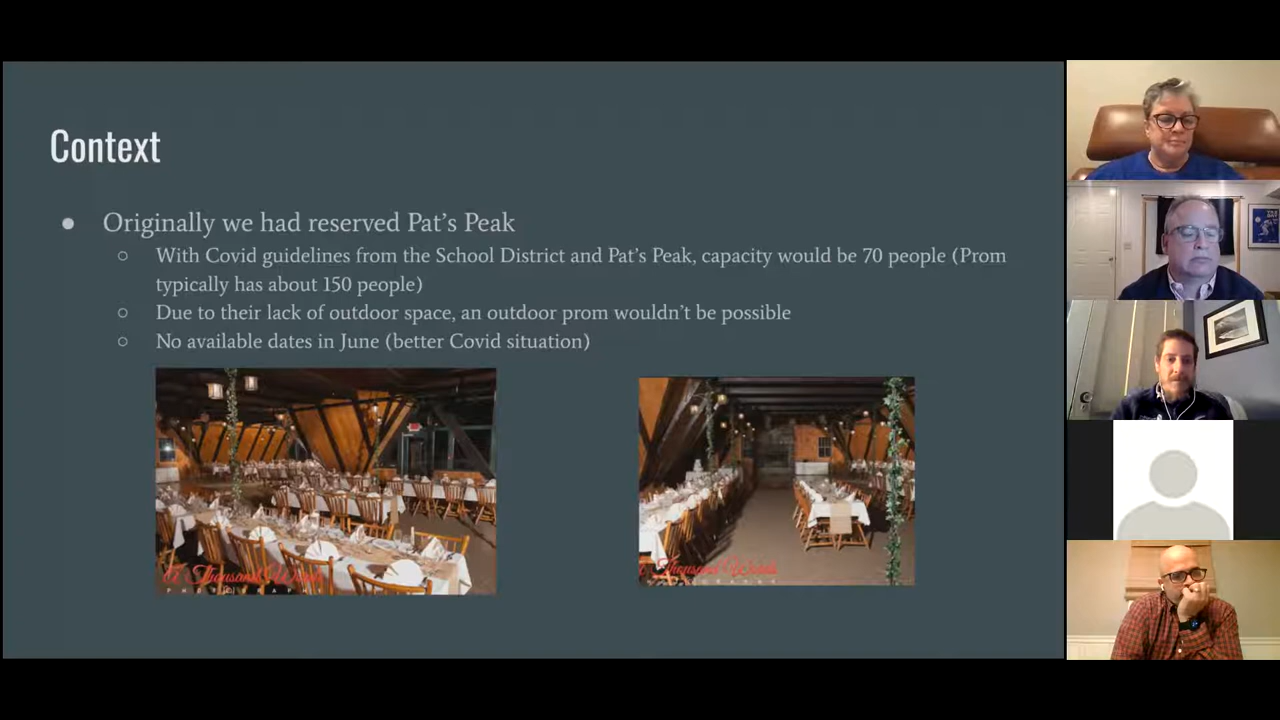 Context
● Originally we had reserved Pat's Peak
○ With Covid guidelines from the School District and Pat's Peak, capacity would be 70 people (Prom
typically has about 150 people)
○ Due to their lack of outdoor space, an outdoor prom wouldn't be possible
○ No available dates in June (better Covid situation)
A Thousand Words
Thousand Words